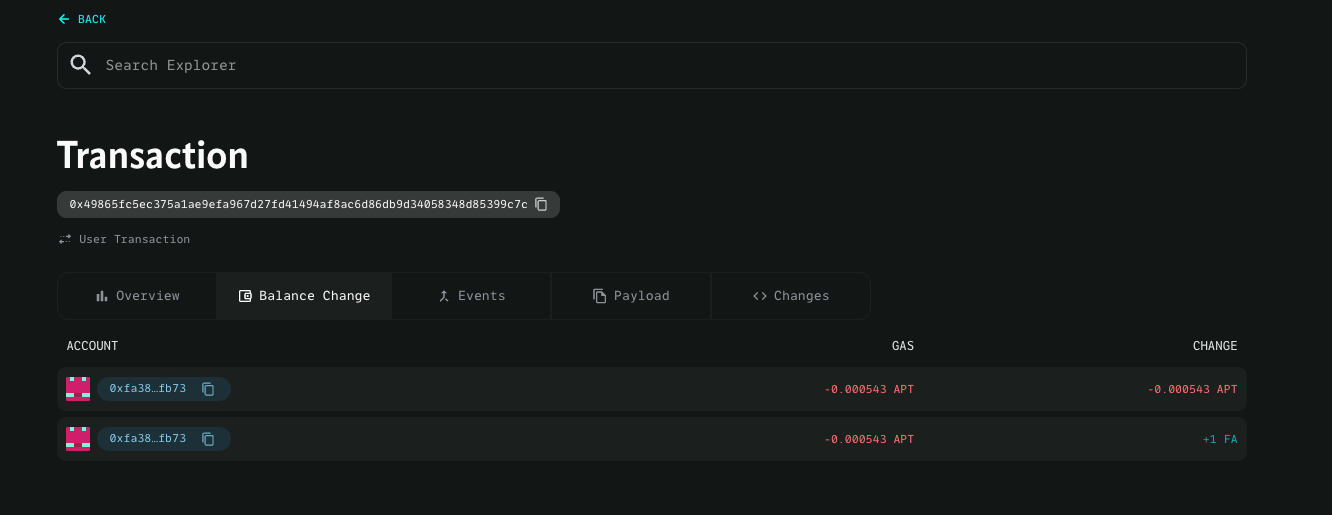 BACK
Search Explorer
Transaction
0x49865fc5ec375a1ae9efa967d27fd41494af8ac6d86db9d34058348d85399c7c
User Transaction
Overview Balance Change Events Payload Changes
ACCOUNT GAS CHANGE
0xfa38…fb73 -0.000543 APT -0.000543 APT
0xfa38…fb73 -0.000543 APT +1 FA